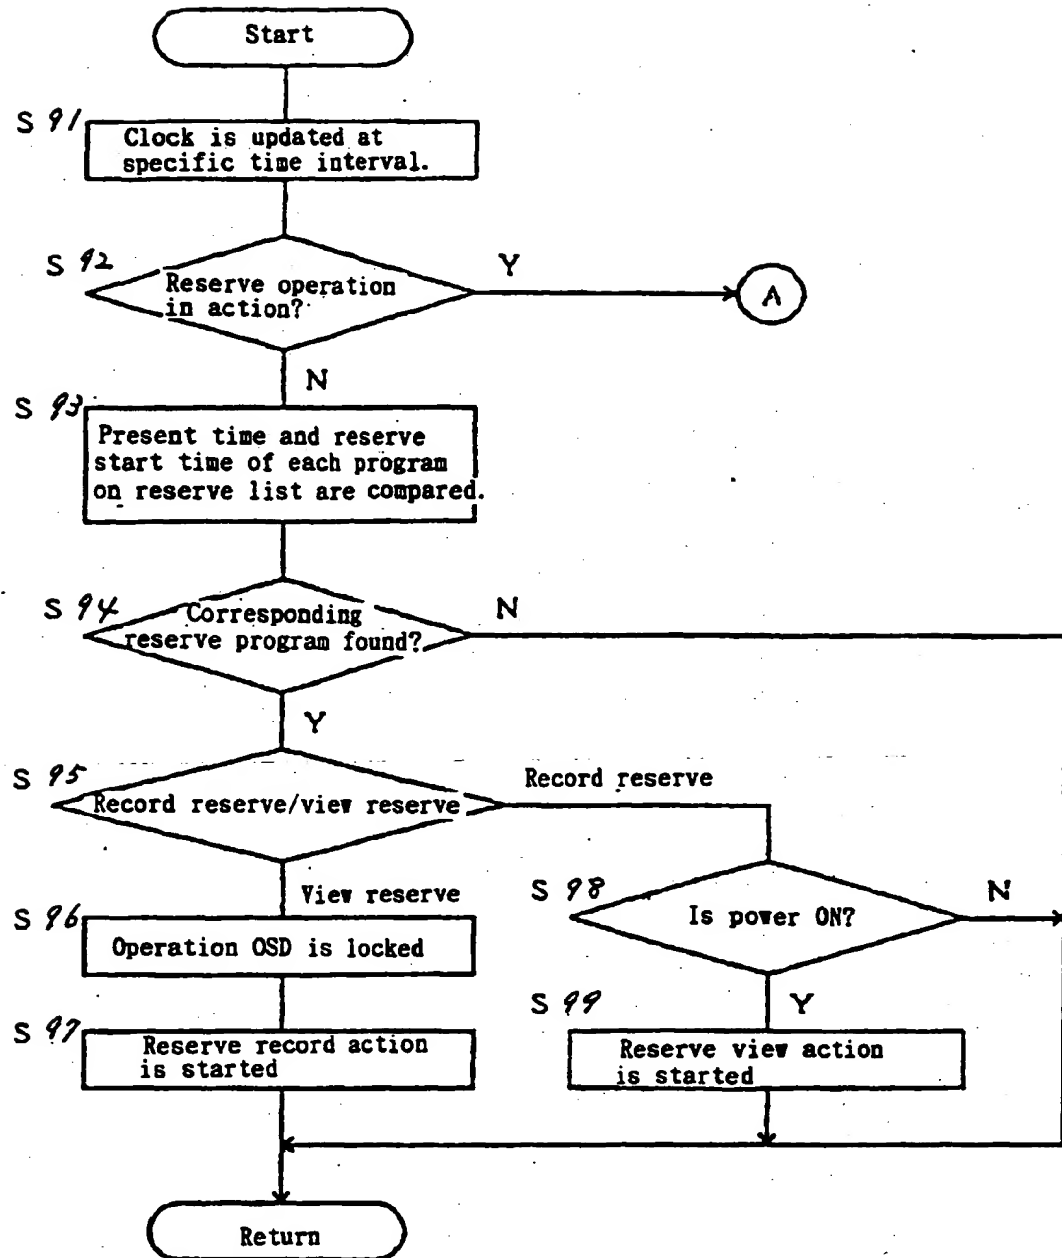 Start
S 91
Clock is updated at
specific time interval.
S 92
Reserve operation
in action?
Y
A
N
S 93
Present time and reserve
start time of each program
on reserve list are compared.
S 94
Corresponding
reserve program found?
N
Y
S 95
Record reserve/view reserve
Record reserve
View reserve
S 96
Operation OSD is locked
S 98
Is power ON?
N
Y
S 97
Reserve record action
is started
S 99
Reserve view action
is started
Return